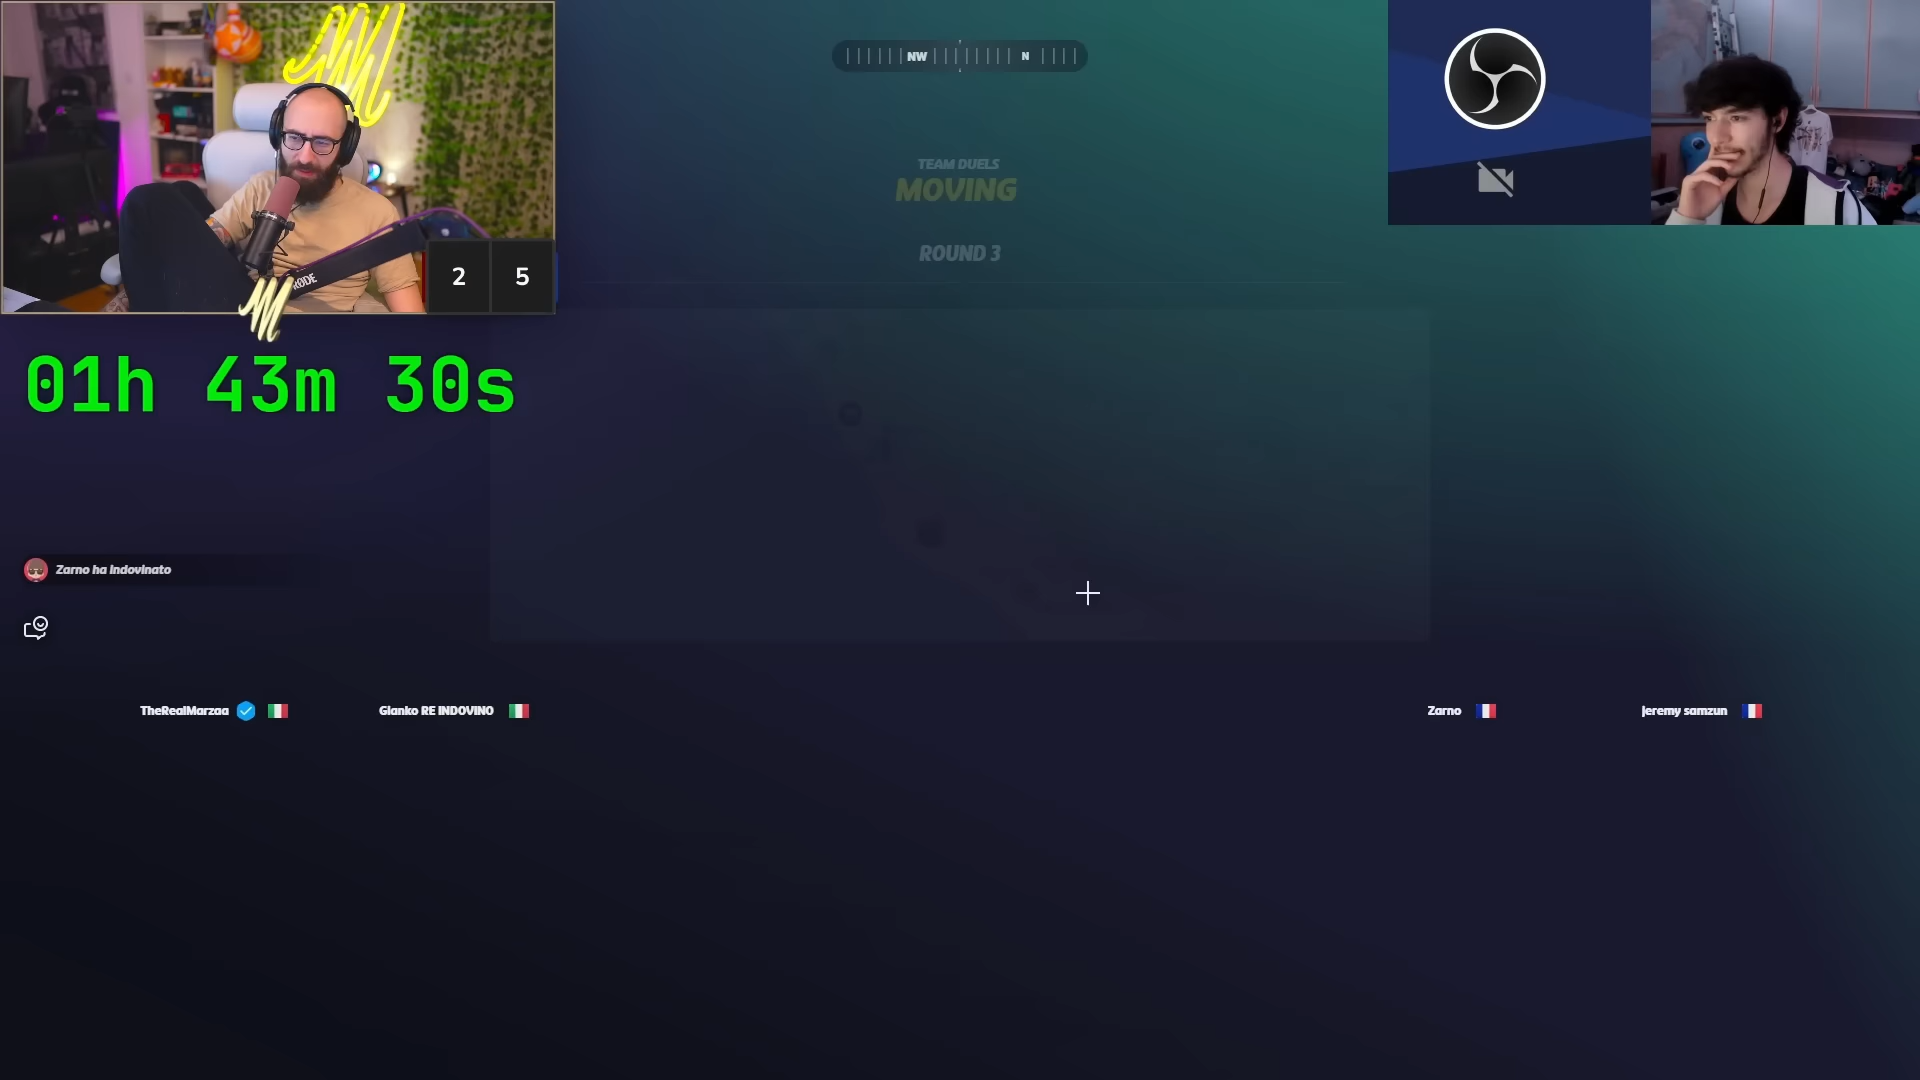 NW
N
TEAM DUELS
MOVING
ROUND 3
RØDE
2
5
01h 43m 30s
Zarno ha indovinato
TheRealMarzaa
Gianko RE INDOVINO
Zarno
jeremy samzun